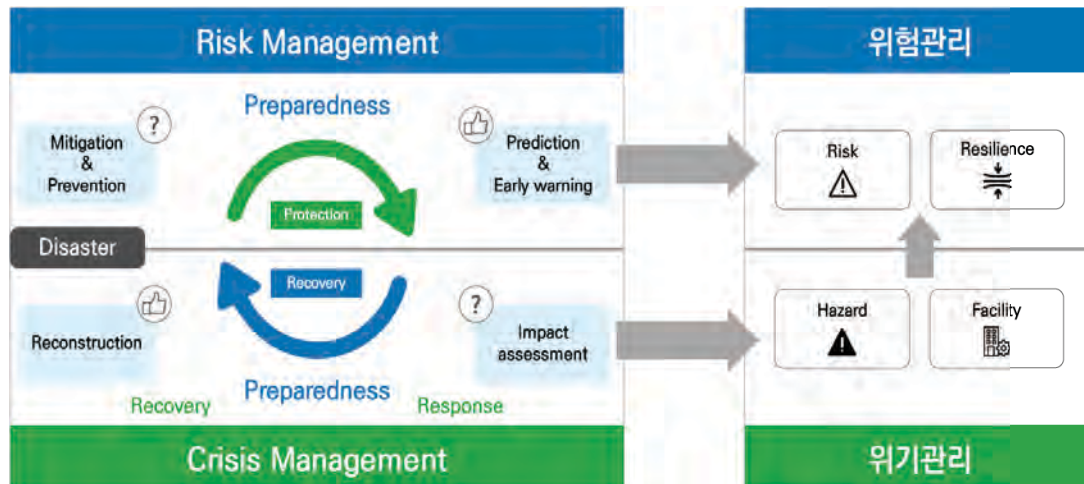 Risk Management
위험관리
Preparedness
Mitigation
&
Prevention
?
Prediction
&
Early warning
Protection
Risk
Resilience
Disaster
Recovery
Reconstruction
?
Impact
assessment
Hazard
Facility
Preparedness
Recovery
Response
Crisis Management
위기관리